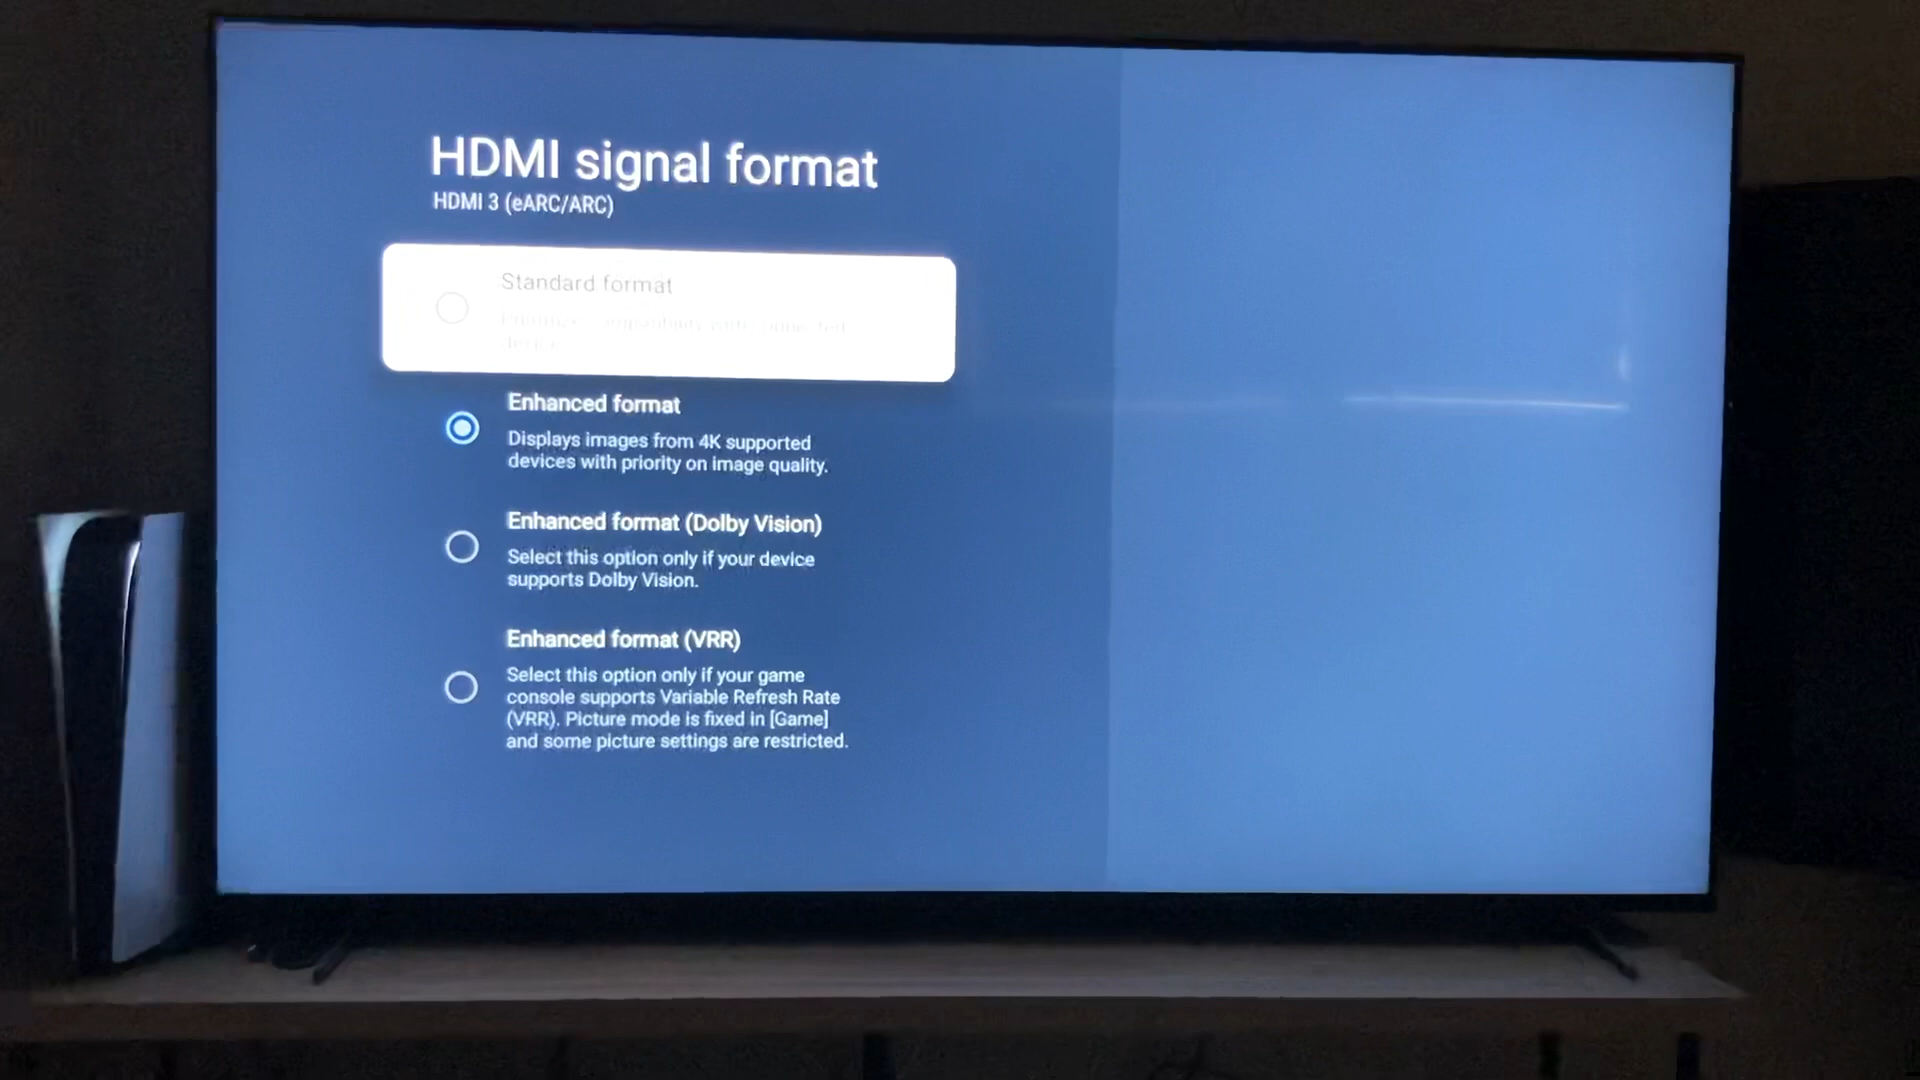 HDMI signal format
HDMI 3 (eARC/ARC)
Standard format
Enhanced format
Displays images from 4K supported
devices with priority on image quality.
Enhanced format (Dolby Vision)
Select this option only if your device
supports Dolby Vision.
Enhanced format (VRR)
Select this option only if your game
console supports Variable Refresh Rate
(VRR). Picture mode is fixed in [Game]
and some picture settings are restricted.